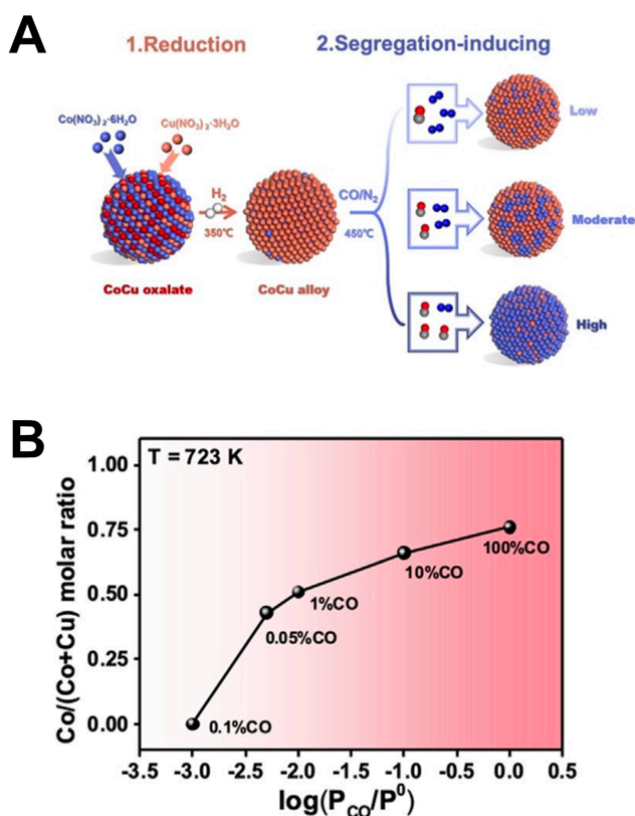 A
1.Reduction
2.Segregation-inducing
Co(NO3)2·6H2O
Cu(NO3)2·3H2O
H2
350℃
CO/N2
450℃
CoCu oxalate
CoCu alloy
Low
Moderate
High
B
T = 723 K
Co/(Co+Cu) molar ratio
1.00
0.75
0.50
0.25
0.00
0.1%CO
0.05%CO
1%CO
10%CO
100%CO
-3.5 -3.0 -2.5 -2.0 -1.5 -1.0 -0.5 0.0 0.5
log(PCO/P0)